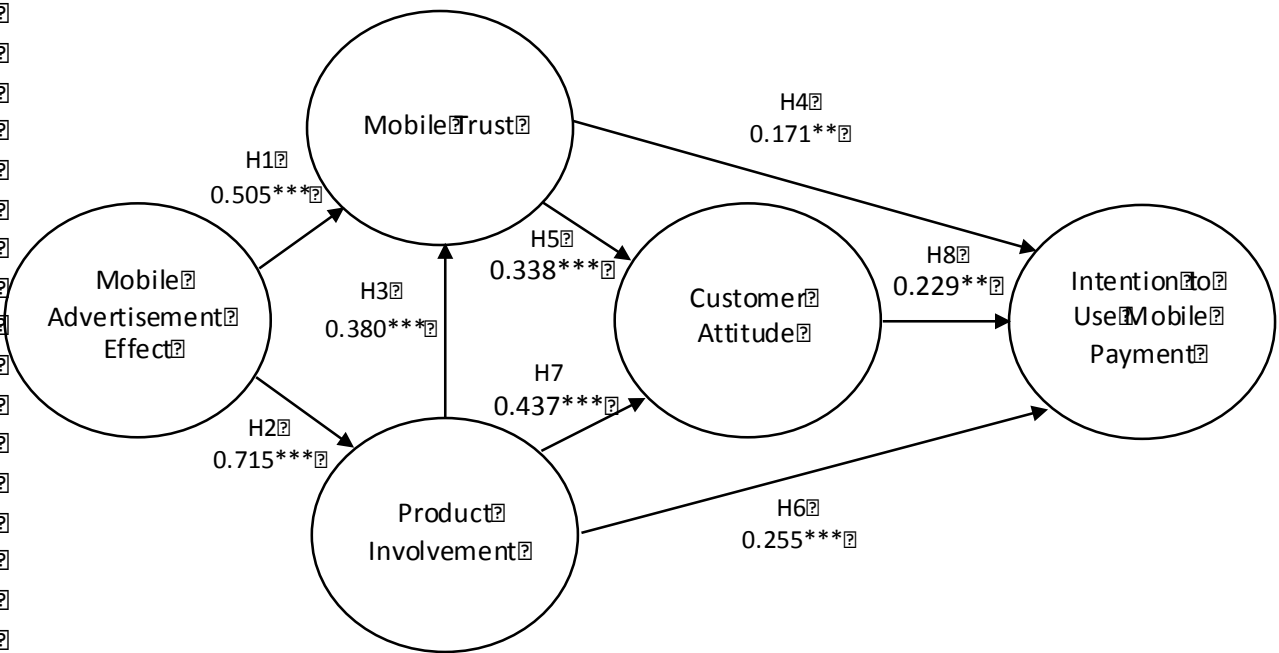 H4
0.171**
Mobile Trust
H1
0.505***
H5
0.338***
H8
0.229**
Mobile
Advertisement
Effect
H3
0.380***
Customer
Attitude
Intention to
Use Mobile
Payment
H7
0.437***
H2
0.715***
Product
Involvement
H6
0.255***